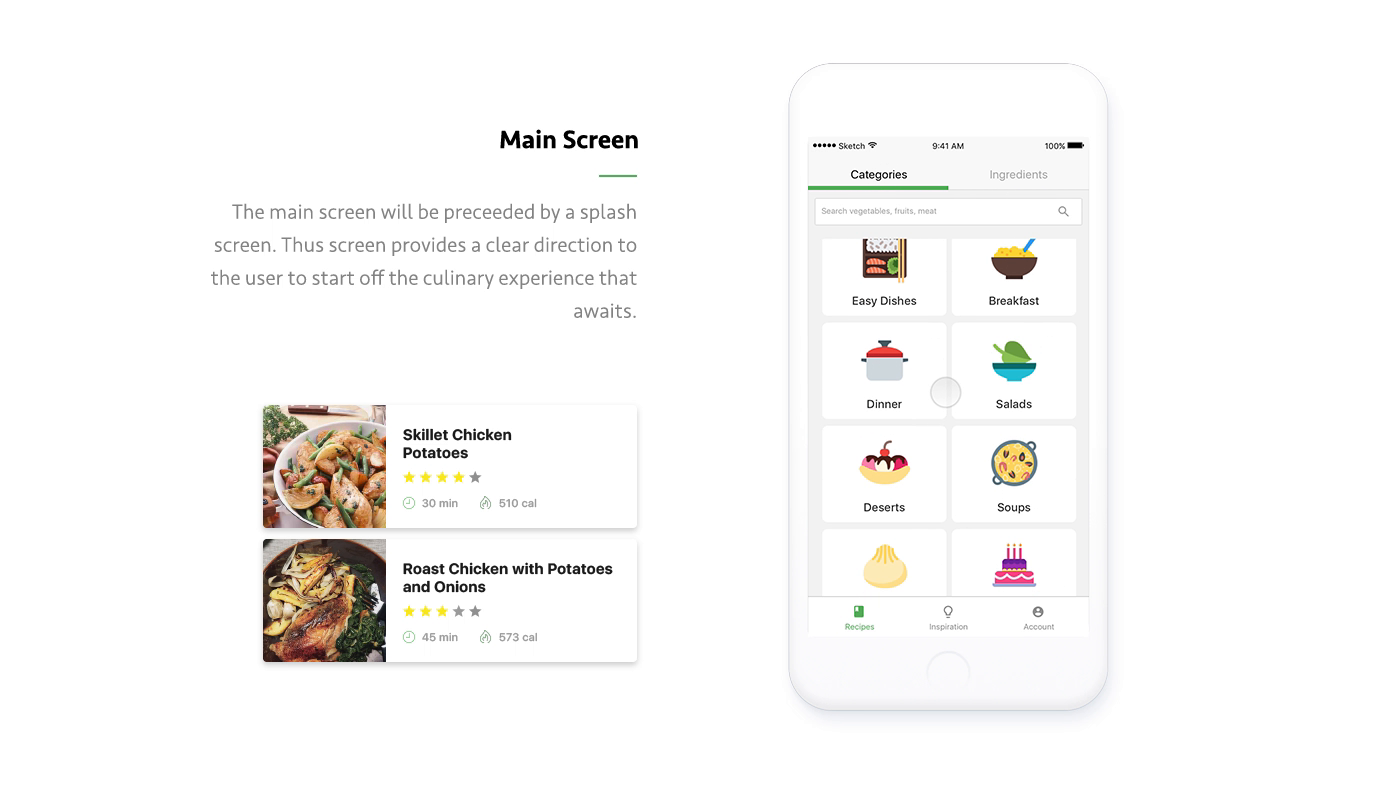 Main Screen
The main screen will be preceeded by a splash
screen. Thus screen provides a clear direction to
the user to start off the culinary experience that
awaits.
Skillet Chicken
Potatoes
30 min 510 cal
Roast Chicken with Potatoes
and Onions
45 min 573 cal
Sketch 9:41 AM 100%
Categories Ingredients
Search vegetables, fruits, meat
Easy Dishes Breakfast
Dinner Salads
Deserts Soups
Recipes Inspiration Account